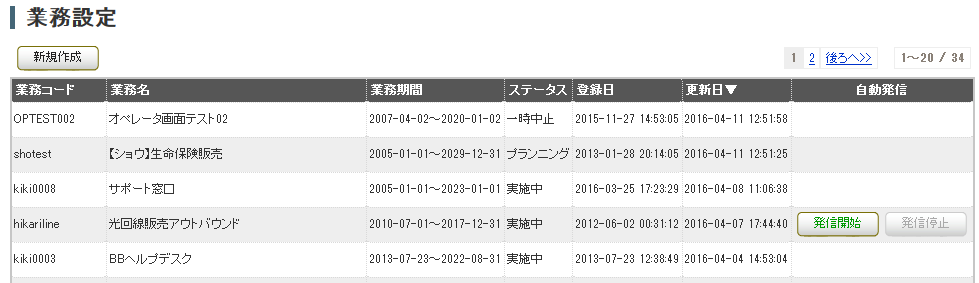 業務設定
新規作成 1 2 後ろへ>> 1～20 / 34
業務コード 業務名 業務期間 ステータス 登録日 更新日▼ 自動発信
OPTEST002 オペレータ画面テスト02 2007-04-02～2020-01-02 一時中止 2015-11-27 14:53:05 2016-04-11 12:51:58
shotest 【ショウ】生命保険販売 2005-01-01～2029-12-31 プランニング 2013-01-28 20:14:05 2016-04-11 12:51:25
kiki0008 サポート窓口 2005-01-01～2023-01-01 実施中 2016-03-25 17:23:29 2016-04-08 11:06:38
hikariline 光回線販売アウトバウンド 2010-07-01～2017-12-31 実施中 2012-06-02 00:31:12 2016-04-07 17:44:40 発信開始 発信停止
kiki0003 BBヘルプデスク 2013-07-23～2022-08-31 実施中 2013-07-23 12:38:49 2016-04-04 14:53:04